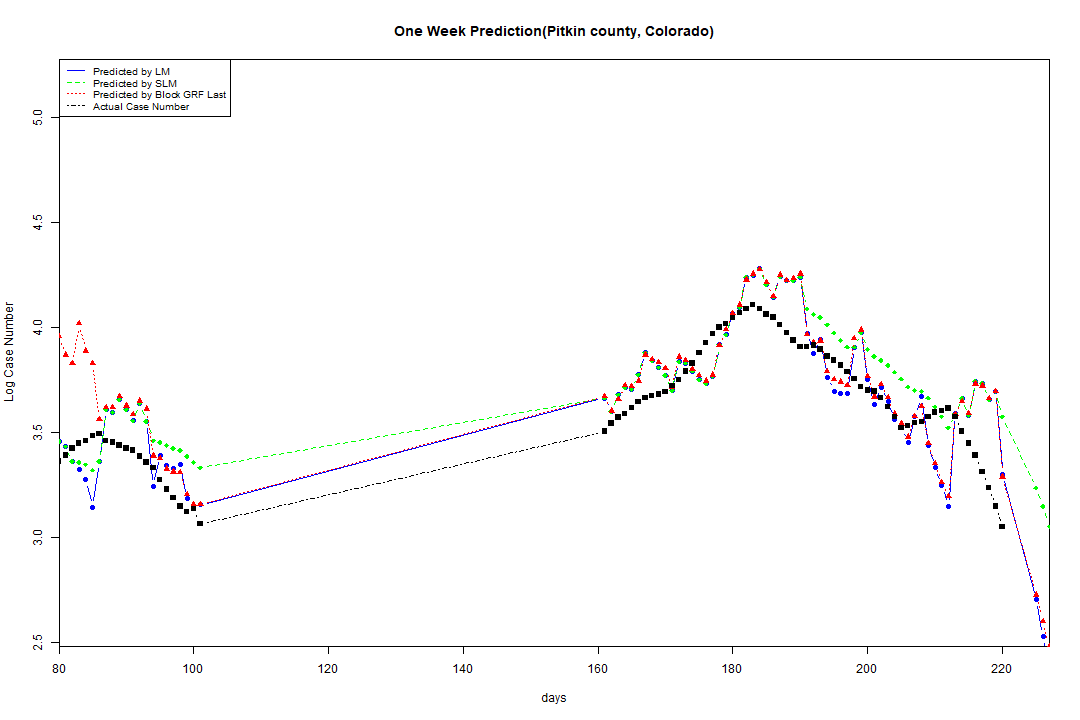 One Week Prediction(Pitkin county, Colorado)
Predicted by LM
Predicted by SLM
Predicted by Block GRF Last
Actual Case Number
5.0
4.5
4.0
3.5
3.0
2.5
Log Case Number
80 100 120 140 160 180 200 220
days